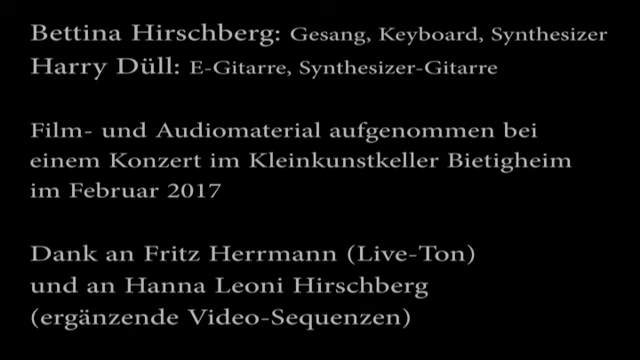 Bettina Hirschberg: Gesang, Keyboard, Synthesizer
Harry Düll: E-Gitarre, Synthesizer-Gitarre
Film- und Audiomaterial aufgenommen bei
einem Konzert im Kleinkunstkeller Bietigheim
im Februar 2017
Dank an Fritz Herrmann (Live-Ton)
und an Hanna Leoni Hirschberg
(ergänzende Video-Sequenzen)